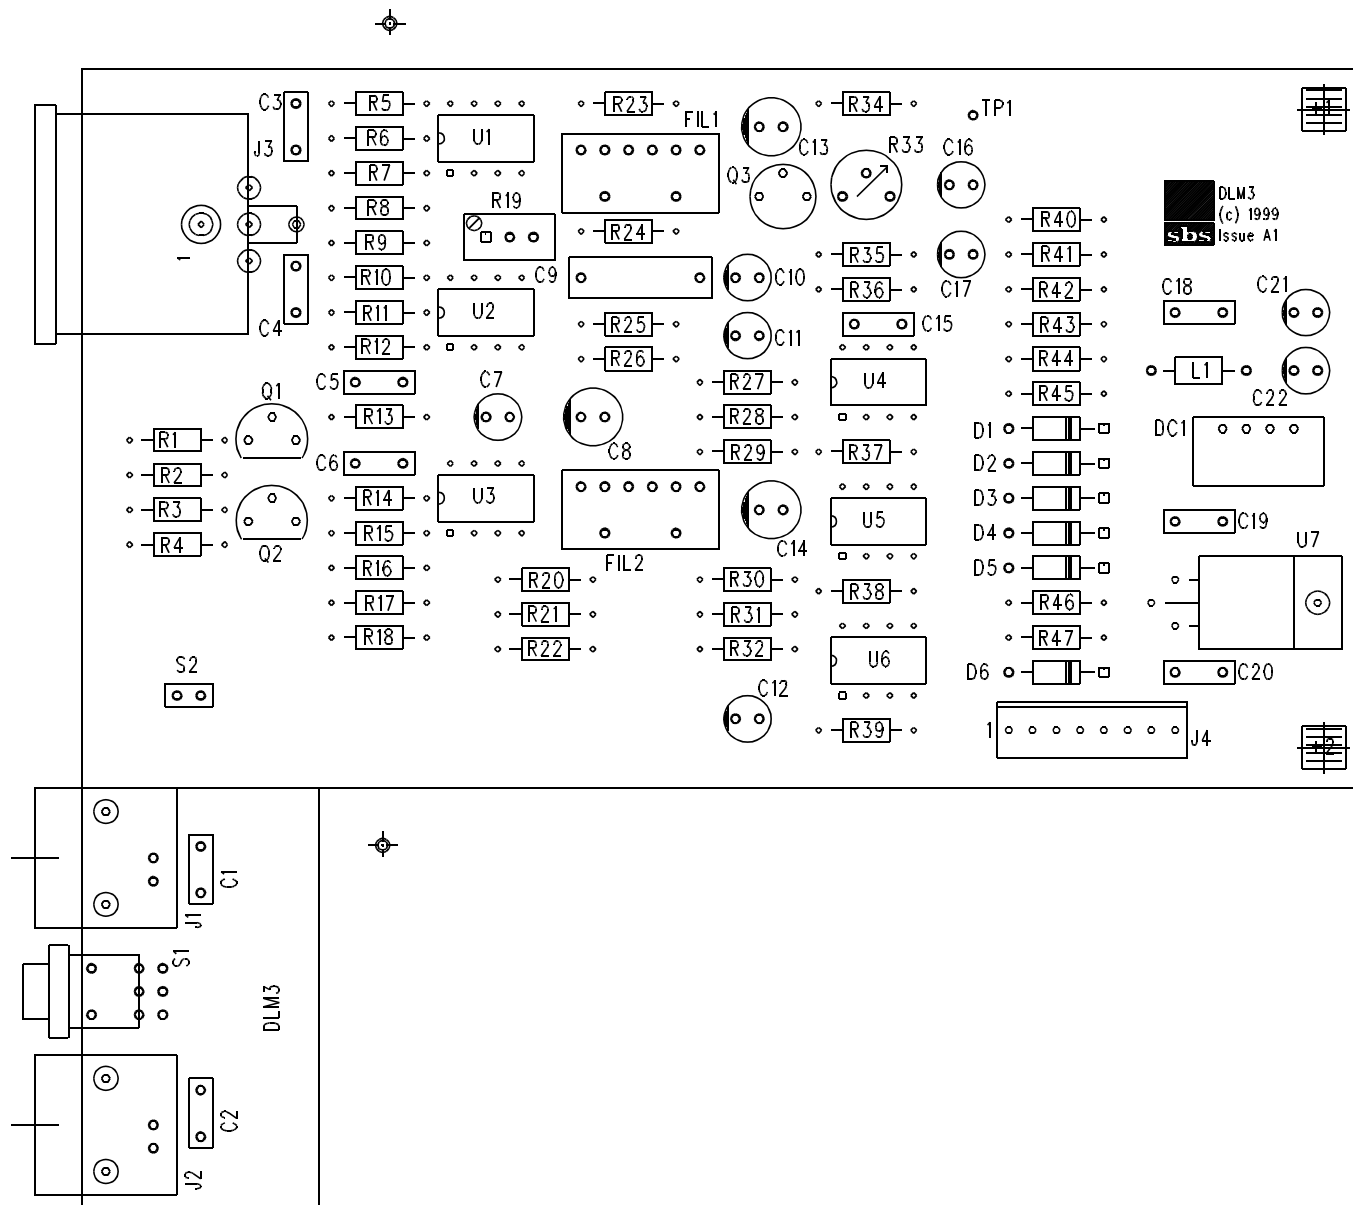 C3
R5
R23
R34
TP1
+1
FIL1
R6
U1
C13
R33
C16
J3
R7
Q3
R8
R19
DLM3
(c) 1999
sbs Issue A1
R40
R9
R24
R35
R41
1
R10
C9
C10
R36
C17
R42
C18
C21
C4
R11
U2
R25
C11
C15
R43
R12
R26
R44
L1
C5
C7
R27
U4
R45
C22
Q1
R13
C8
R28
D1
DC1
R1
R29
R37
C6
D2
R2
R14
U3
D3
R3
R15
U5
D4
C19
R4
Q2
C14
U7
R16
FIL2
D5
R20
R30
R38
R17
R21
R31
R46
R18
R22
R32
R47
S2
U6
D6
C20
C12
R39
1
J4
+2
C1
J1
S1
DLM3
C2
J2